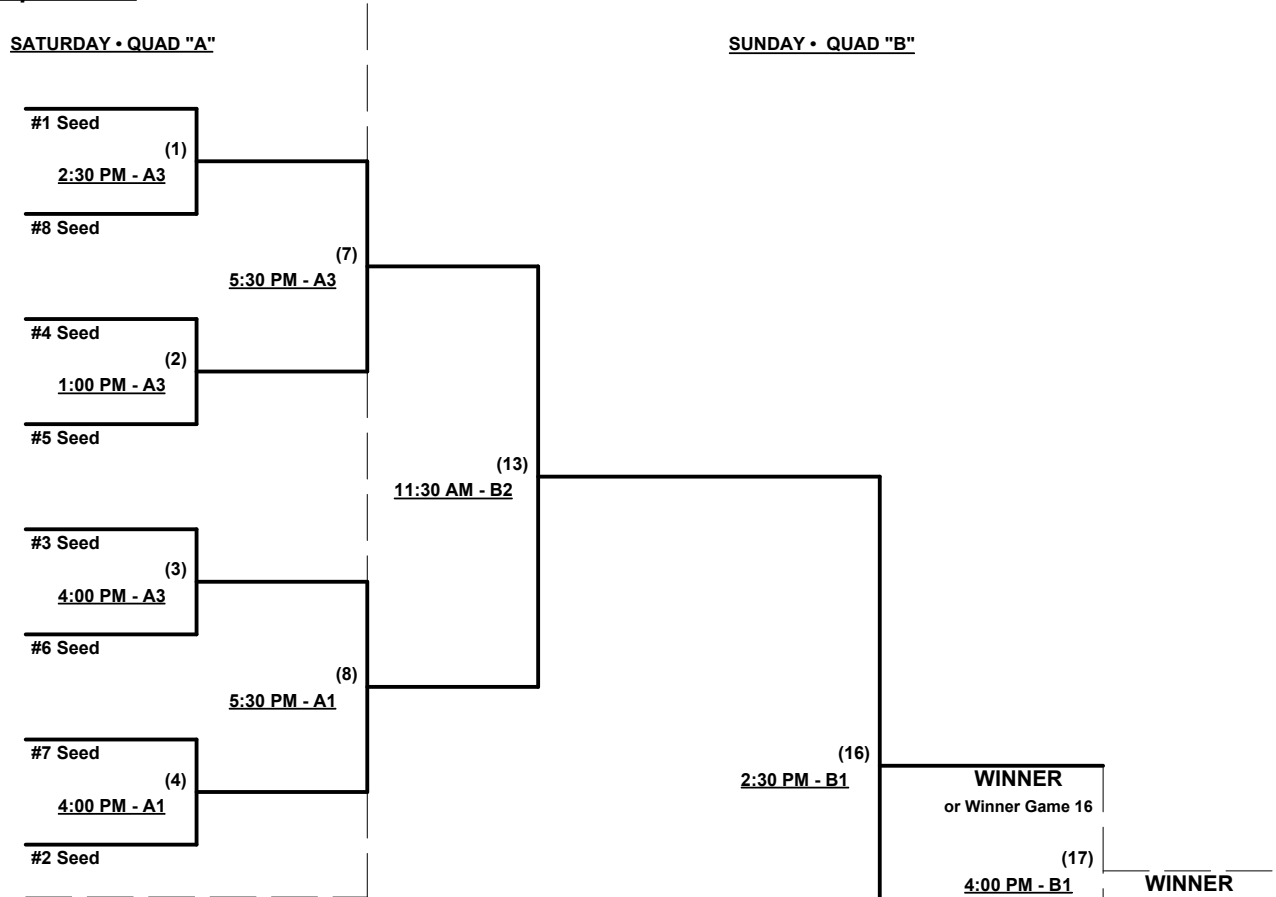 SATURDAY • QUAD "A"
SUNDAY • QUAD "B"
#1 Seed
(1)
2:30 PM - A3
#8 Seed
(7)
5:30 PM - A3
#4 Seed
(2)
1:00 PM - A3
#5 Seed
(13)
11:30 AM - B2
#3 Seed
(3)
4:00 PM - A3
#6 Seed
(8)
5:30 PM - A1
#7 Seed
(4)
4:00 PM - A1
#2 Seed
(16)
2:30 PM - B1
WINNER
or Winner Game 16
(17)
4:00 PM - B1
WINNER